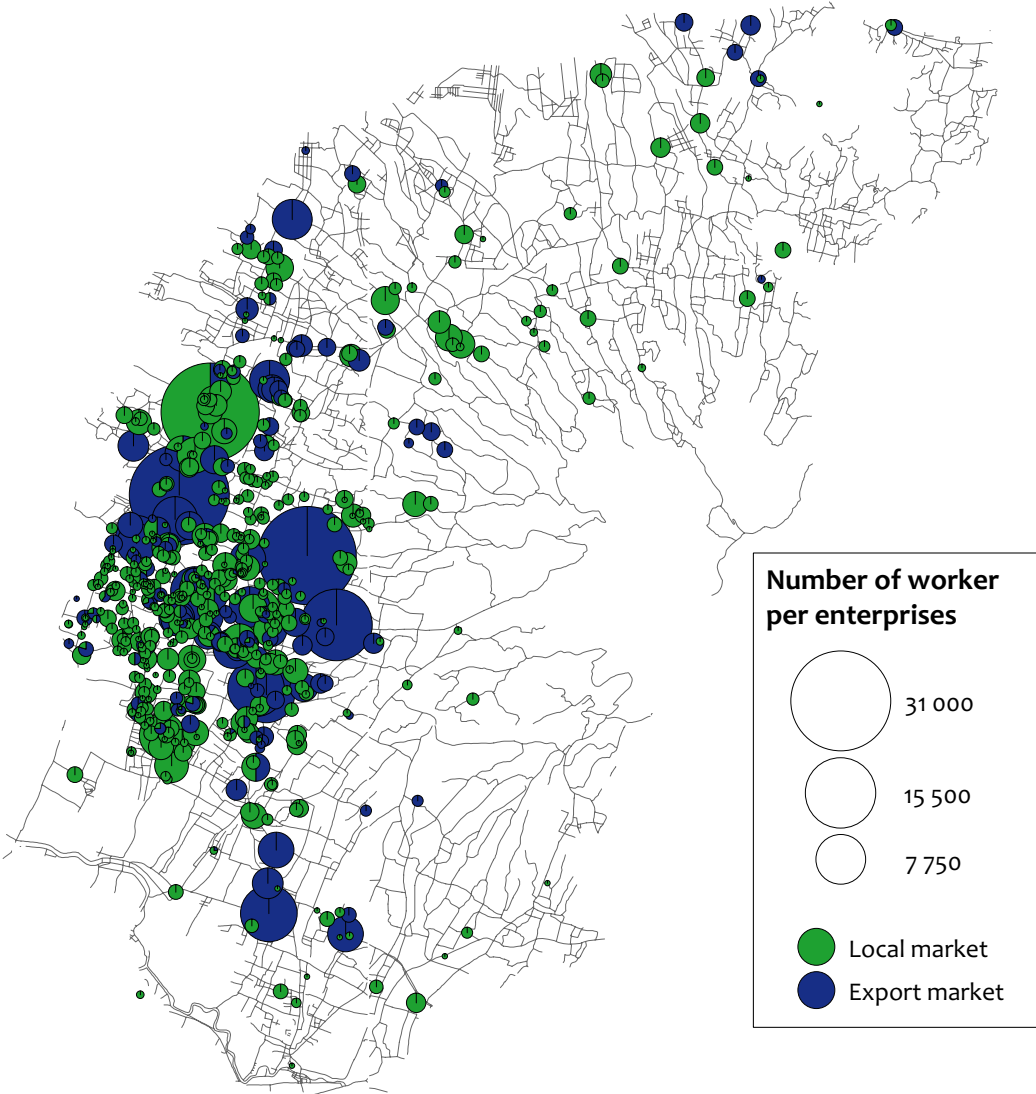 Number of worker
per enterprises
31 000
15 500
7 750
Local market
Export market